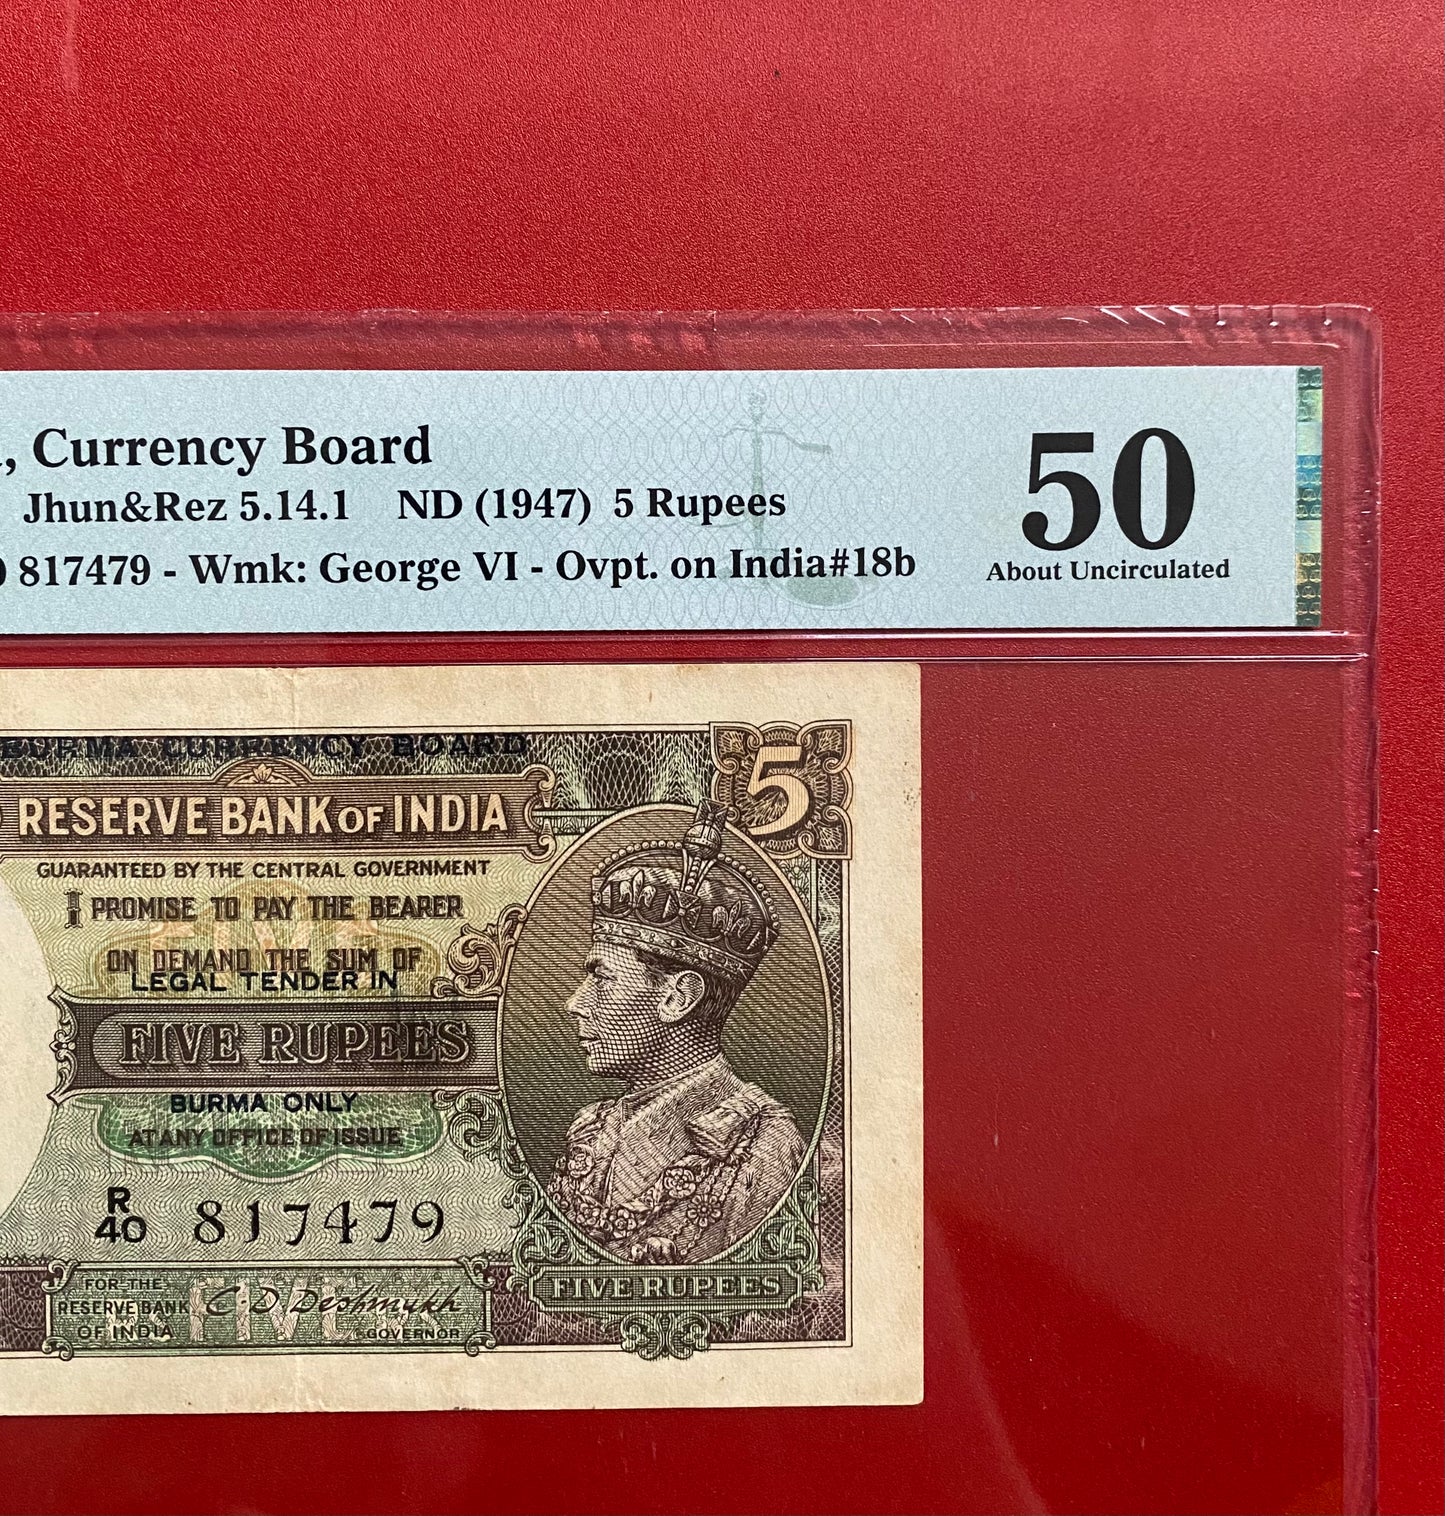 , Currency Board
Jhun&Rez 5.14.1 ND (1947) 5 Rupees
817479 - Wmk: George VI - Ovpt. on India#18b
50
About Uncirculated
BURMA CURRENCY BOARD
5
RESERVE BANK OF INDIA
GUARANTEED BY THE CENTRAL GOVERNMENT
I PROMISE TO PAY THE BEARER
FIVE
ON DEMAND THE SUM OF
LEGAL TENDER IN
FIVE RUPEES
BURMA ONLY
AT ANY OFFICE OF ISSUE
R
40 817479
FOR THE
RESERVE BANK
OF INDIA
FIVE
C. D. Deshmukh
GOVERNOR
FIVE RUPEES